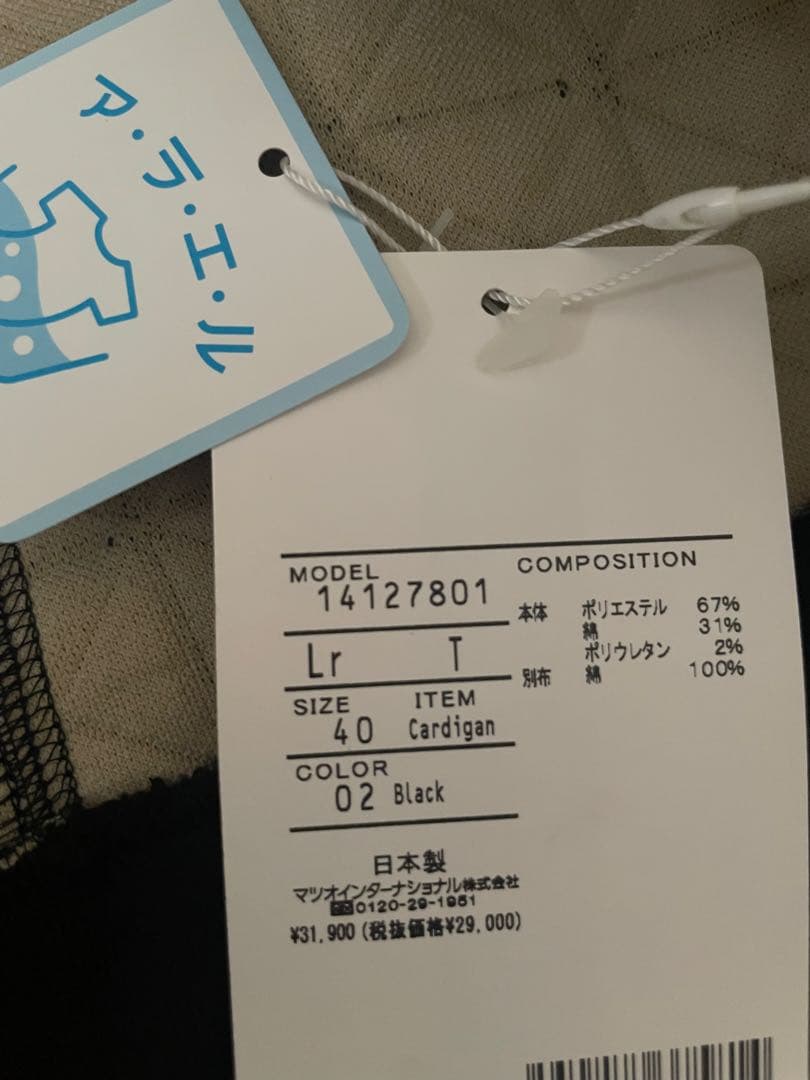 ア・ラ・エ・ル
MODEL
14127801
Lr T
SIZE ITEM
40 Cardigan
COLOR
02 Black
COMPOSITION
本体 ポリエステル 67%
綿 31%
ポリウレタン 2%
別布 綿 100%
日本製
マツオインターナショナル株式会社
0120-29-1951
¥31,900(税抜価格¥29,000)